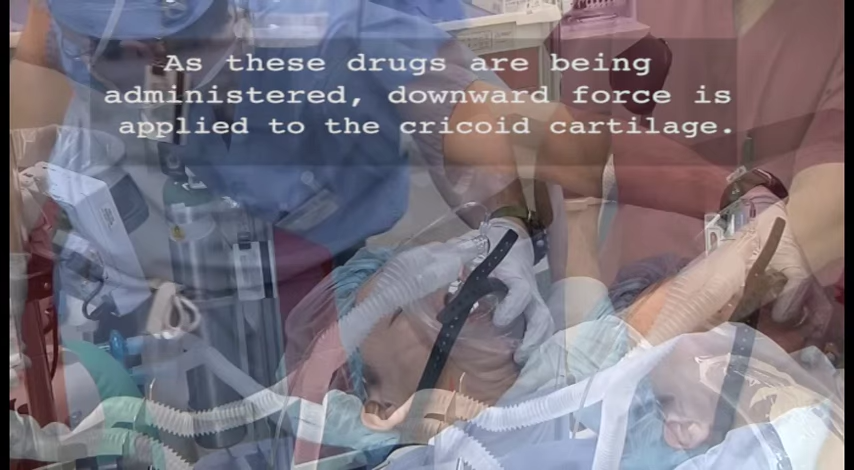 As these drugs are being
administered, downward force is
applied to the cricoid cartilage.